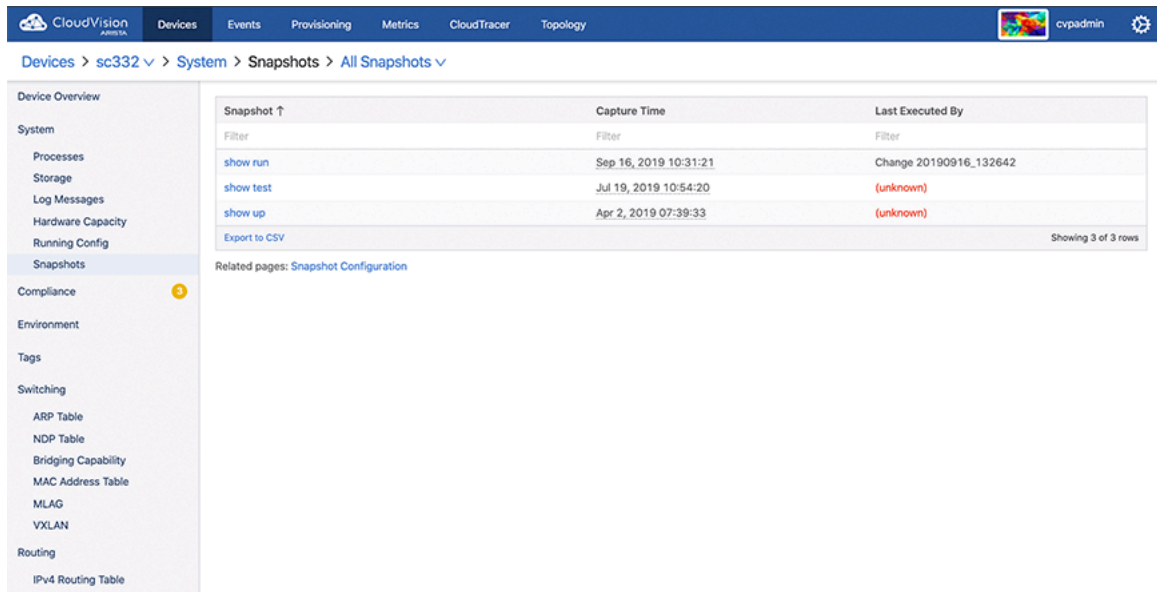 CloudVision
ARISTA
Devices Events Provisioning Metrics CloudTracer Topology
cvpadmin
Devices > sc332 > System > Snapshots > All Snapshots
Device Overview
System
Processes
Storage
Log Messages
Hardware Capacity
Running Config
Snapshots
Compliance 3
Environment
Tags
Switching
ARP Table
NDP Table
Bridging Capability
MAC Address Table
MLAG
VXLAN
Routing
IPv4 Routing Table
Snapshot ↑ Capture Time Last Executed By
Filter Filter Filter
show run Sep 16, 2019 10:31:21 Change 20190916_132642
show test Jul 19, 2019 10:54:20 (unknown)
show up Apr 2, 2019 07:39:33 (unknown)
Export to CSV Showing 3 of 3 rows
Related pages: Snapshot Configuration